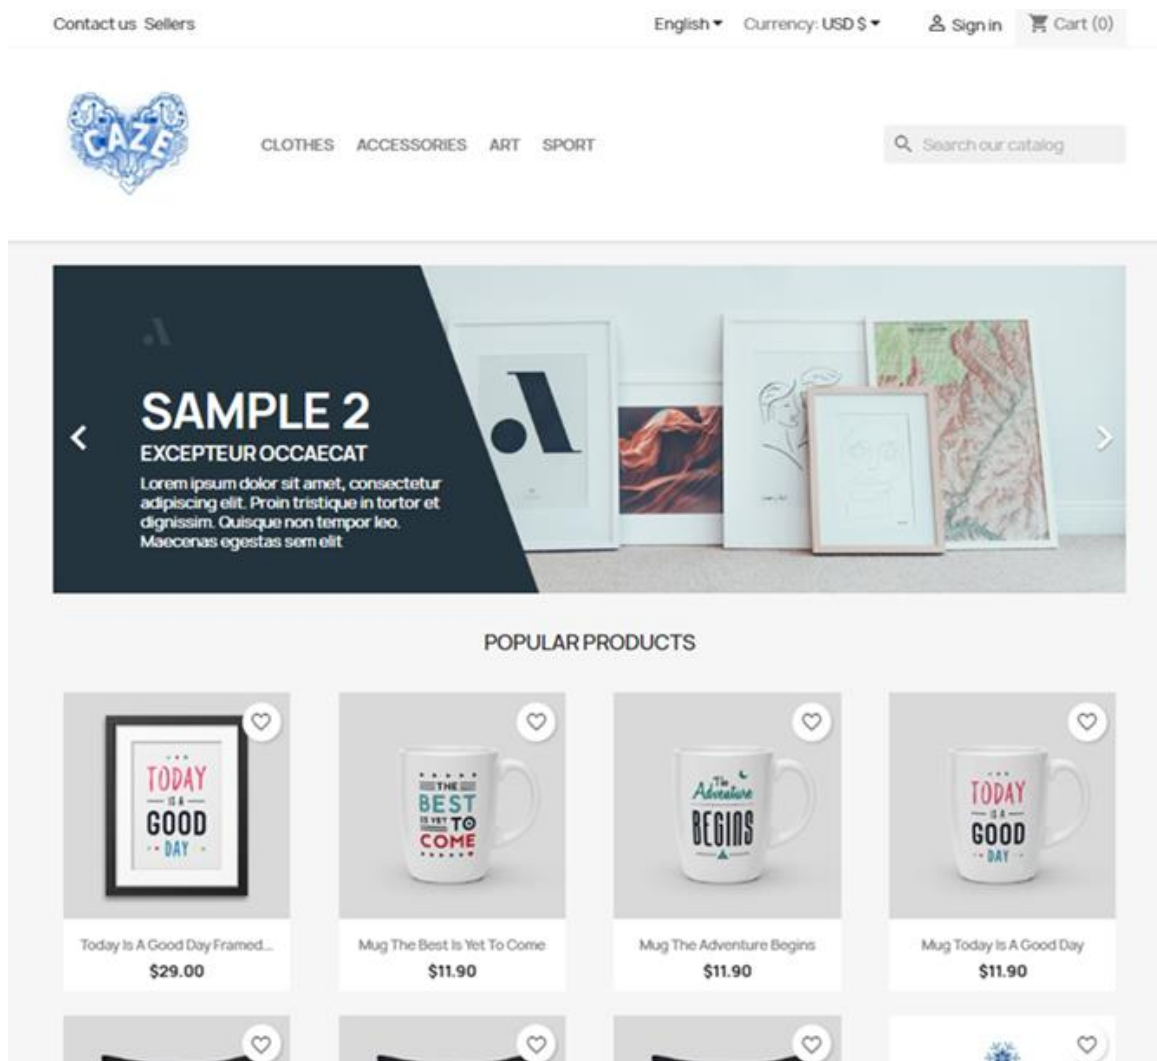 Contact us Sellers
English Currency: USD $ Sign in Cart (0)
CAZE
CLOTHES ACCESSORIES ART SPORT
Search our catalog
SAMPLE 2
EXCEPTEUR OCCAECAT
Lorem ipsum dolor sit amet, consectetur
adipiscing elit. Proin tristique in tortor et
dignissim. Quisque non tempor leo.
Maecenas egestas sem elit
POPULAR PRODUCTS
TODAY
IS A
GOOD
DAY
THE
BEST
IS YET TO
COME
The
Adventure
BEGINS
TODAY
IS A
GOOD
DAY
Today Is A Good Day Framed...
Mug The Best Is Yet To Come
Mug The Adventure Begins
Mug Today Is A Good Day
$29.00
$11.90
$11.90
$11.90